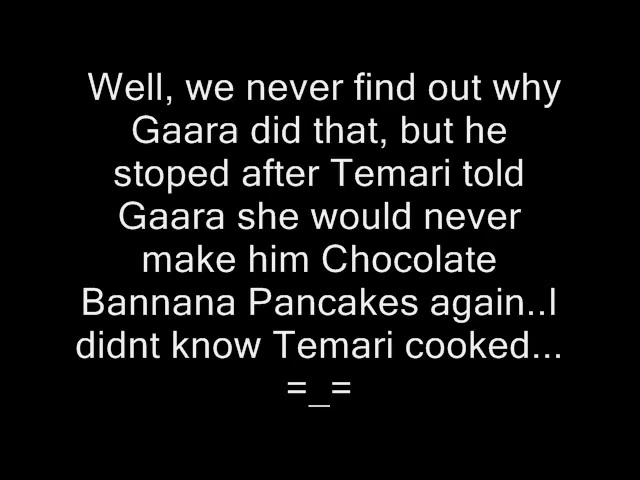 Well, we never find out why
Gaara did that, but he
stoped after Temari told
Gaara she would never
make him Chocolate
Bannana Pancakes again..I
didnt know Temari cooked...
=_=